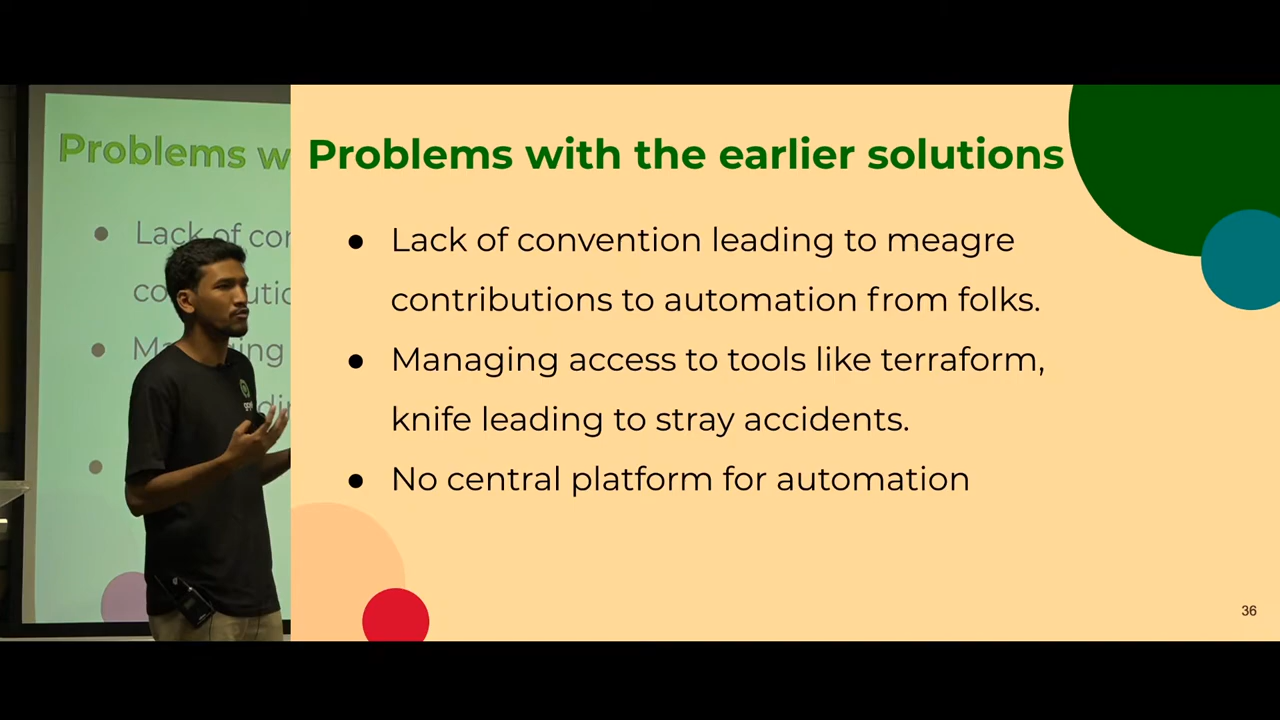 Problems w
Lack of con
Problems with the earlier solutions
Lack of convention leading to meagre
contributions to automation from folks.
Managing access to tools like terraform,
knife leading to stray accidents.
No central platform for automation
36